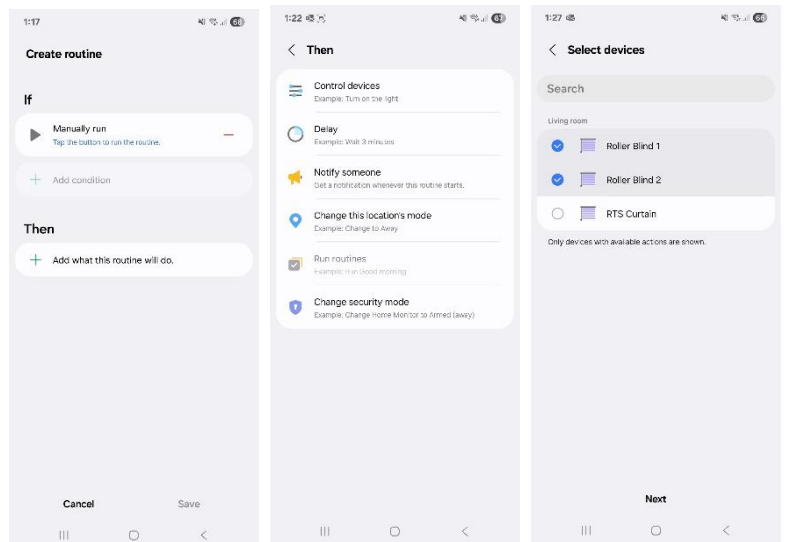 1:17
68
Create routine
If
Manually run
Tap the button to run the routine.
Add condition
Then
Add what this routine will do.
Cancel
Save
1:22
67
Then
Control devices
Example: Turn on the light
Delay
Example: Wait 3 minutes
Notify someone
Get a notification whenever this routine starts.
Change this location's mode
Example: Change to Away
Run routines
Example: Run Good morning
Change security mode
Example: Change Home Monitor to Armed (away)
1:27
66
Select devices
Search
Living room
Roller Blind 1
Roller Blind 2
RTS Curtain
Only devices with available actions are shown.
Next